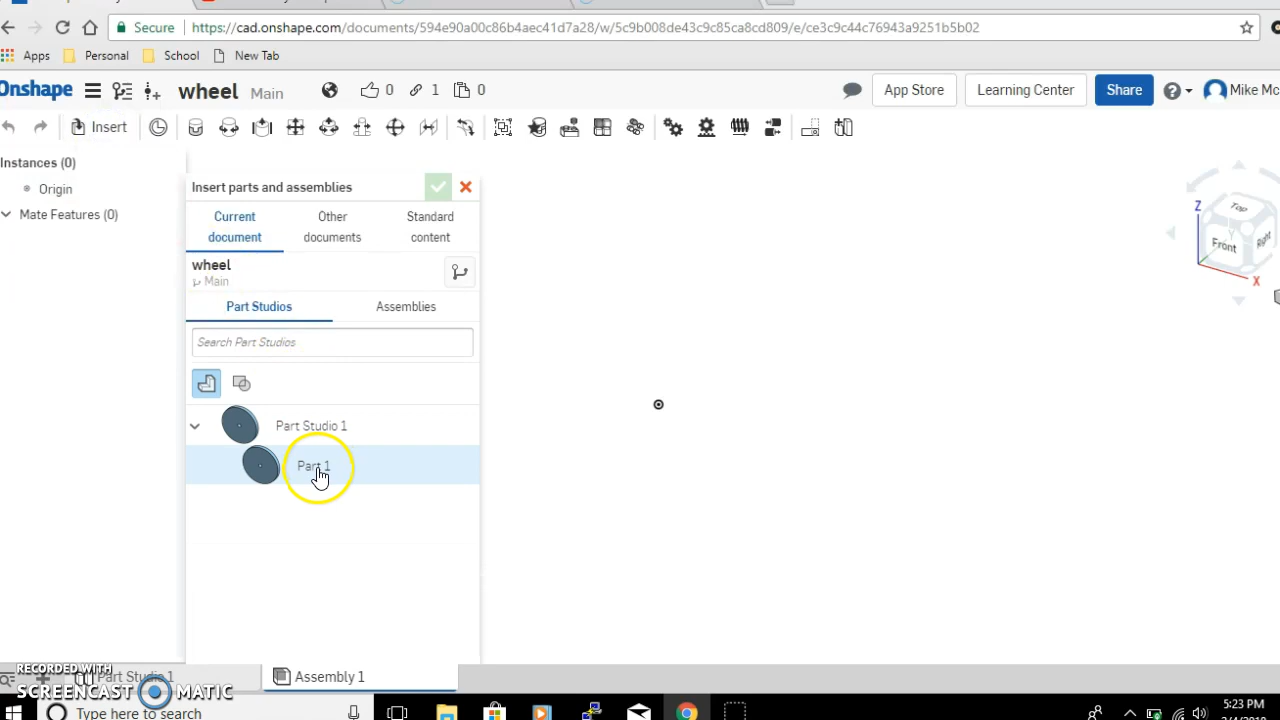 Secure https://cad.onshape.com/documents/594e90a00c86b4aec41d7a28/w/5c9b008de43c9c85ca8cd809/e/ce3c9c44c76943a9251b5b02
Apps Personal School New Tab
Onshape wheel Main 0 1 0 App Store Learning Center Share Mike Mc
Insert
Instances (0)
Origin
Mate Features (0)
Insert parts and assemblies
Current document
Other documents
Standard content
wheel
Main
Part Studios Assemblies
Search Part Studios
Part Studio 1
Part 1
Z
Top
Front
Right
Y
X
Part Studio 1 Assembly 1
RECORDED WITH
SCREENCAST MATIC
Type here to search
5:23 PM